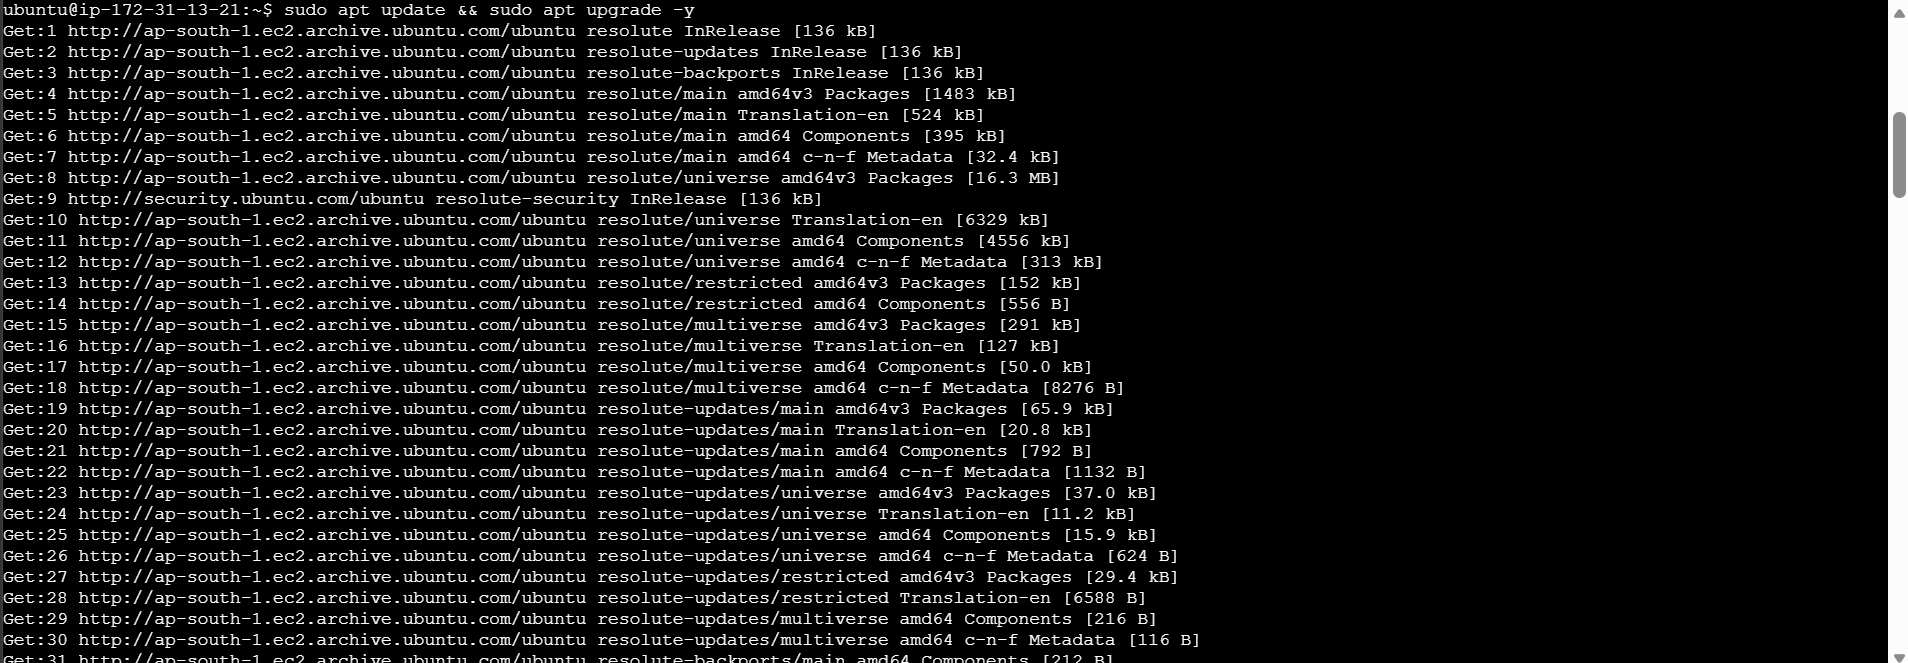 ubuntu@ip-172-31-13-21:~$ sudo apt update && sudo apt upgrade -y
Get:1 http://ap-south-1.ec2.archive.ubuntu.com/ubuntu resolute InRelease [136 kB]
Get:2 http://ap-south-1.ec2.archive.ubuntu.com/ubuntu resolute-updates InRelease [136 kB]
Get:3 http://ap-south-1.ec2.archive.ubuntu.com/ubuntu resolute-backports InRelease [136 kB]
Get:4 http://ap-south-1.ec2.archive.ubuntu.com/ubuntu resolute/main amd64v3 Packages [1483 kB]
Get:5 http://ap-south-1.ec2.archive.ubuntu.com/ubuntu resolute/main Translation-en [524 kB]
Get:6 http://ap-south-1.ec2.archive.ubuntu.com/ubuntu resolute/main amd64 Components [395 kB]
Get:7 http://ap-south-1.ec2.archive.ubuntu.com/ubuntu resolute/main amd64 c-n-f Metadata [32.4 kB]
Get:8 http://ap-south-1.ec2.archive.ubuntu.com/ubuntu resolute/universe amd64v3 Packages [16.3 MB]
Get:9 http://security.ubuntu.com/ubuntu resolute-security InRelease [136 kB]
Get:10 http://ap-south-1.ec2.archive.ubuntu.com/ubuntu resolute/universe Translation-en [6329 kB]
Get:11 http://ap-south-1.ec2.archive.ubuntu.com/ubuntu resolute/universe amd64 Components [4556 kB]
Get:12 http://ap-south-1.ec2.archive.ubuntu.com/ubuntu resolute/universe amd64 c-n-f Metadata [313 kB]
Get:13 http://ap-south-1.ec2.archive.ubuntu.com/ubuntu resolute/restricted amd64v3 Packages [152 kB]
Get:14 http://ap-south-1.ec2.archive.ubuntu.com/ubuntu resolute/restricted amd64 Components [556 B]
Get:15 http://ap-south-1.ec2.archive.ubuntu.com/ubuntu resolute/multiverse amd64v3 Packages [291 kB]
Get:16 http://ap-south-1.ec2.archive.ubuntu.com/ubuntu resolute/multiverse Translation-en [127 kB]
Get:17 http://ap-south-1.ec2.archive.ubuntu.com/ubuntu resolute/multiverse amd64 Components [50.0 kB]
Get:18 http://ap-south-1.ec2.archive.ubuntu.com/ubuntu resolute/multiverse amd64 c-n-f Metadata [8276 B]
Get:19 http://ap-south-1.ec2.archive.ubuntu.com/ubuntu resolute-updates/main amd64v3 Packages [65.9 kB]
Get:20 http://ap-south-1.ec2.archive.ubuntu.com/ubuntu resolute-updates/main Translation-en [20.8 kB]
Get:21 http://ap-south-1.ec2.archive.ubuntu.com/ubuntu resolute-updates/main amd64 Components [792 B]
Get:22 http://ap-south-1.ec2.archive.ubuntu.com/ubuntu resolute-updates/main amd64 c-n-f Metadata [1132 B]
Get:23 http://ap-south-1.ec2.archive.ubuntu.com/ubuntu resolute-updates/universe amd64v3 Packages [37.0 kB]
Get:24 http://ap-south-1.ec2.archive.ubuntu.com/ubuntu resolute-updates/universe Translation-en [11.2 kB]
Get:25 http://ap-south-1.ec2.archive.ubuntu.com/ubuntu resolute-updates/universe amd64 Components [15.9 kB]
Get:26 http://ap-south-1.ec2.archive.ubuntu.com/ubuntu resolute-updates/universe amd64 c-n-f Metadata [624 B]
Get:27 http://ap-south-1.ec2.archive.ubuntu.com/ubuntu resolute-updates/restricted amd64v3 Packages [29.4 kB]
Get:28 http://ap-south-1.ec2.archive.ubuntu.com/ubuntu resolute-updates/restricted Translation-en [6588 B]
Get:29 http://ap-south-1.ec2.archive.ubuntu.com/ubuntu resolute-updates/multiverse amd64 Components [216 B]
Get:30 http://ap-south-1.ec2.archive.ubuntu.com/ubuntu resolute-updates/multiverse amd64 c-n-f Metadata [116 B]
Get:31 http://ap-south-1.ec2.archive.ubuntu.com/ubuntu resolute-backports/main amd64 Components [212 B]